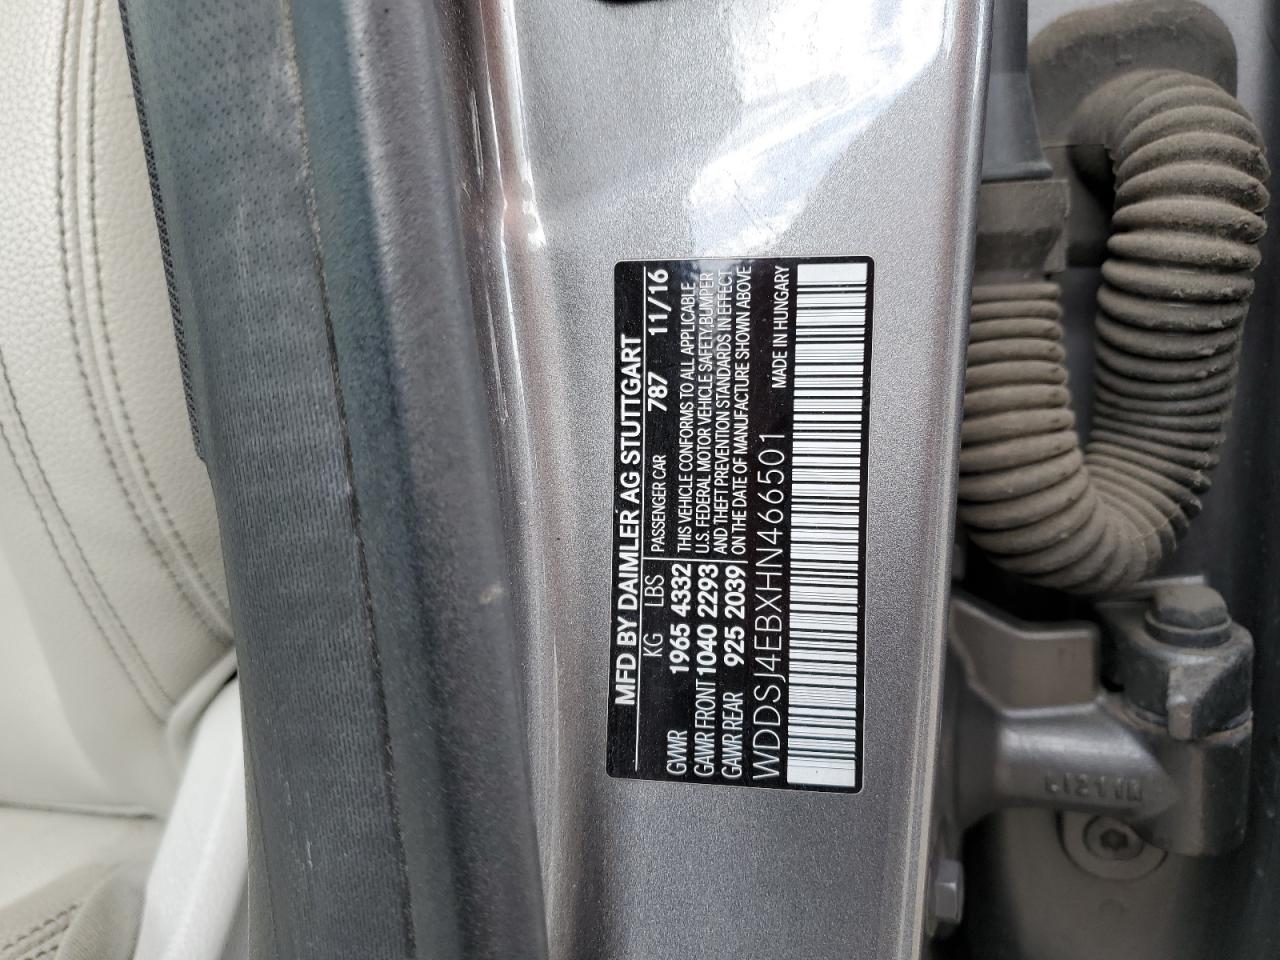 MFD BY DAIMLER AG STUTTGART
KG LBS PASSENGER CAR 787 11/16
GVWR 1965 4332 THIS VEHICLE CONFORMS TO ALL APPLICABLE
GAWR FRONT 1040 2293 U.S. FEDERAL MOTOR VEHICLE SAFETY, BUMPER
GAWR REAR 925 2039 AND THEFT PREVENTION STANDARDS IN EFFECT
ON THE DATE OF MANUFACTURE SHOWN ABOVE
WDDSJ4EBXHN466501 MADE IN HUNGARY